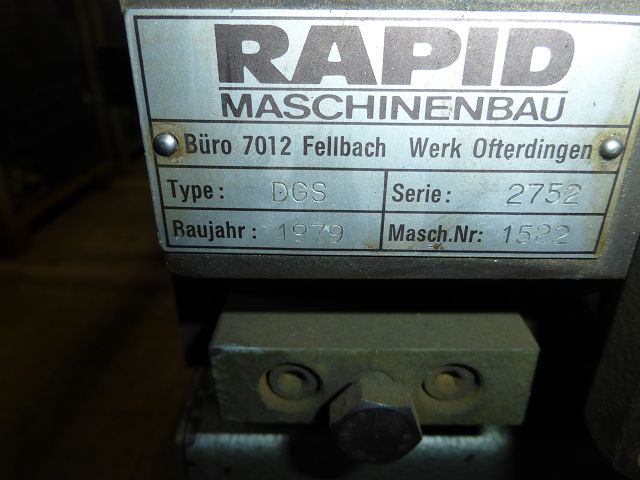 RAPID
MASCHINENBAU
Büro 7012 Fellbach Werk Ofterdingen
Type: DGS Serie: 2752
Baujahr: 1979 Masch.Nr: 1522